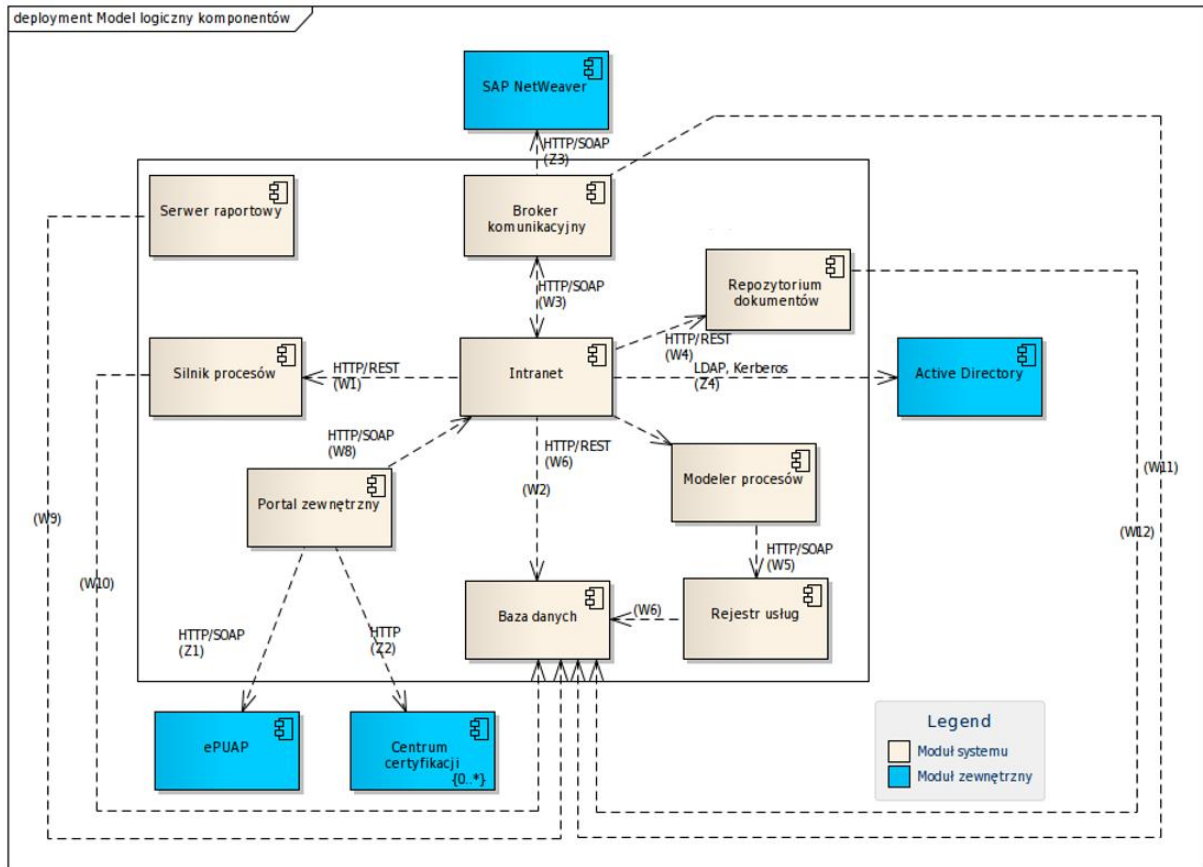 deployment Model logiczny komponentów
SAP NetWeaver
HTTP/SOAP
(Z3)
Serwer raportowy
Broker
komunikacyjny
HTTP/SOAP
(W3)
Repozytorium
dokumentów
HTTP/REST
(W4)
Silnik procesów
HTTP/REST
(W1)
Intranet
LDAP, Kerberos
(Z4)
Active Directory
HTTP/SOAP
(W8)
HTTP/REST
(W6)
Portal zewnętrzny
(W2)
Modeler procesów
(W11)
(W9)
(W12)
HTTP/SOAP
(W5)
(W10)
Baza danych
(W6)
Rejestr usług
HTTP/SOAP
(Z1)
HTTP
(Z2)
ePUAP
Centrum
certyfikacji
{0..*}
Legend
Moduł systemu
Moduł zewnętrzny